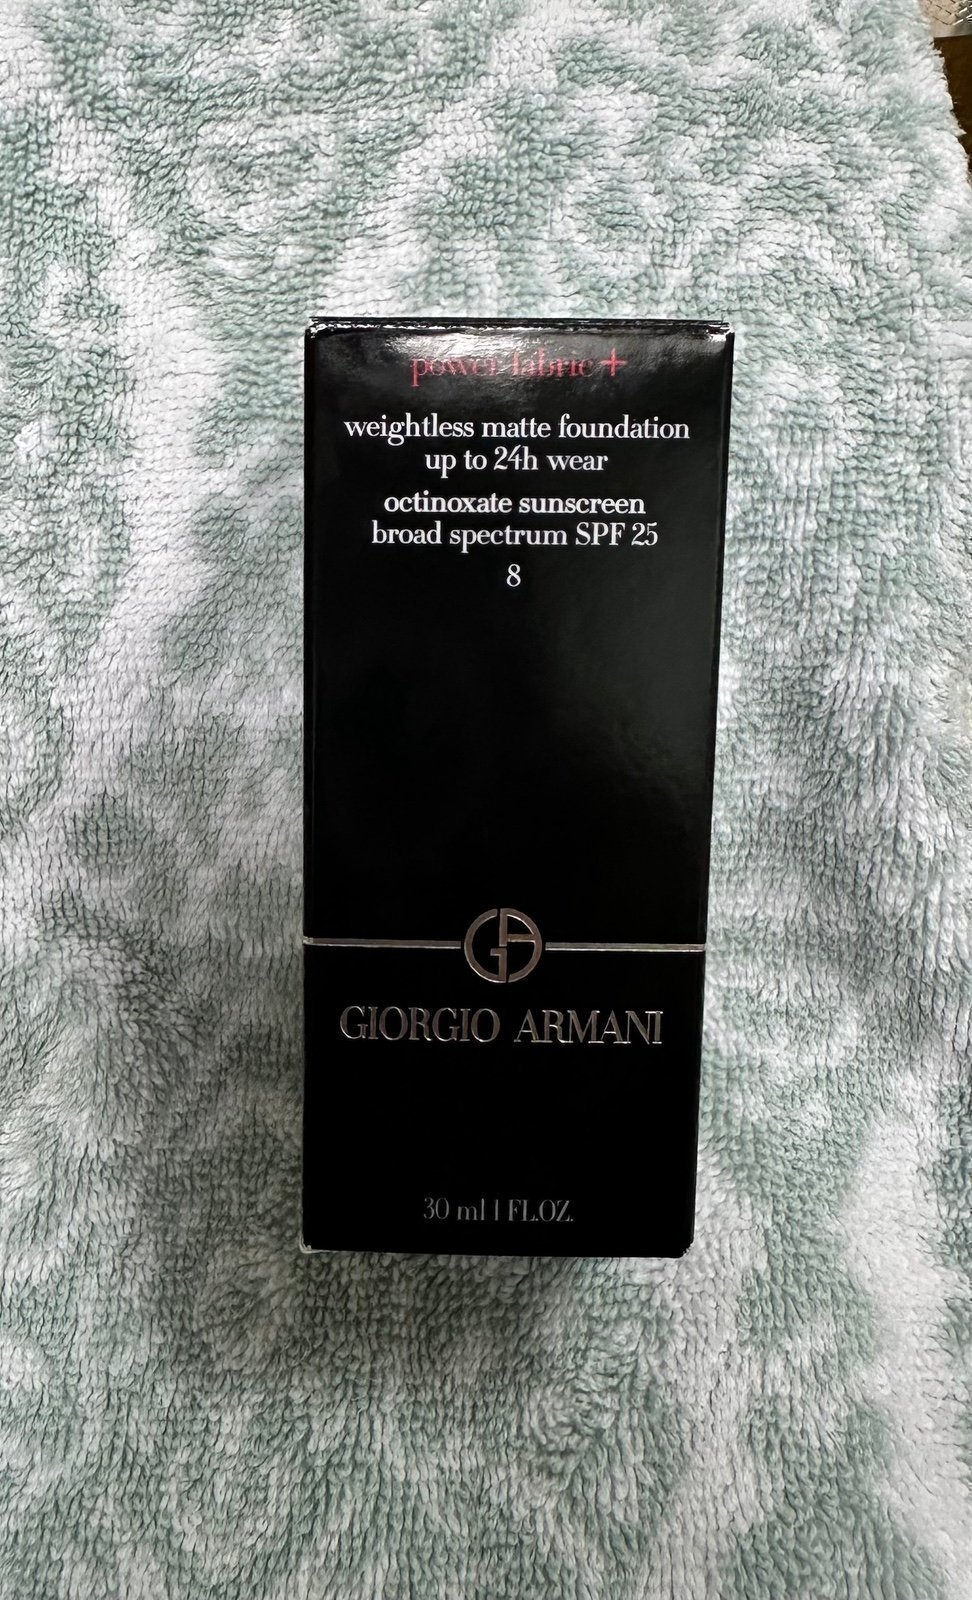 power fabric +
weightless matte foundation
up to 24h wear
octinoxate sunscreen
broad spectrum SPF 25
8
GA
GIORGIO ARMANI
30 ml | FL.OZ.